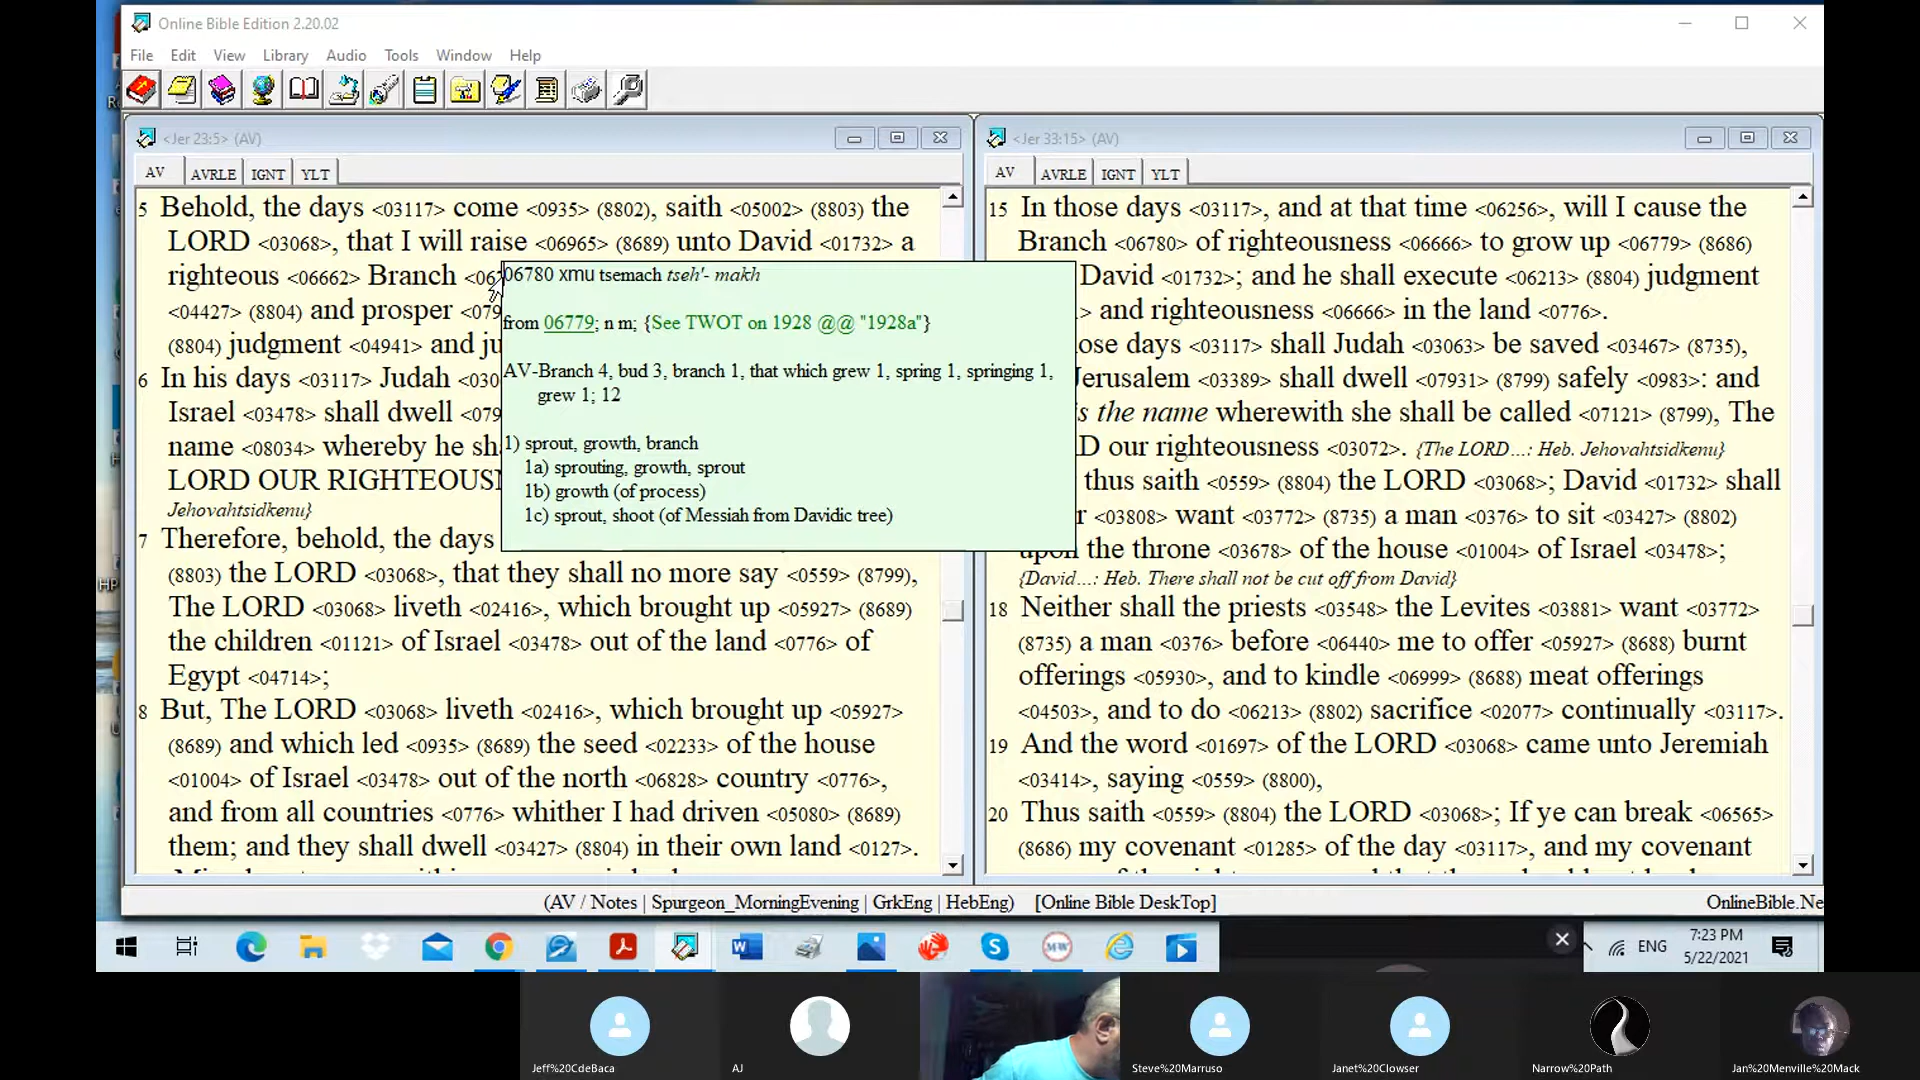 Online Bible Edition 2.20.02
File Edit View Library Audio Tools Window Help
<Jer 23:5> (AV)
AV AVRLE IGNT YLT
5 Behold, the days <03117> come <0935> (8802), saith <05002> (8803) the
LORD <03068>, that I will raise <06965> (8689) unto David <01732> a
righteous <06662> Branch
<04427> (8804) and prosper
(8804) judgment <04941> and
6 In his days <03117> Judah
Israel <03478> shall dwell
name <08034> whereby he
LORD OUR
Jehovahtsidkenu}
7 Therefore, behold, the days
(8803) the LORD <03068>, that they shall no more say <0559> (8799),
The LORD <03068> liveth <02416>, which brought up <05927> (8689)
the children <01121> of Israel <03478> out of the land <0776> of
Egypt <04714>;
8 But, The LORD <03068> liveth <02416>, which brought up <05927>
(8689) and which led <0935> (8689) the seed <02233> of the house
<01004> of Israel <03478> out of the north <06828> country <0776>,
and from all countries <0776> whither I had driven <05080> (8689)
them; and they shall dwell <03427> (8804) in their own land <0127>.
06780 xmu tsemach tseh'- makh
from 06779; n m; {See TWOT on 1928 @@ "1928a"}
AV-Branch 4, bud 3, branch 1, that which grew 1, spring 1, springing 1,
grew 1; 12
1) sprout, growth, branch
1a) sprouting, growth, sprout
1b) growth (of process)
1c) sprout, shoot (of Messiah from Davidic tree)
<Jer 33:15> (AV)
AV AVRLE IGNT YLT
15 In those days <03117>, and at that time <06256>, will I cause the
Branch <06780> of righteousness <06666> to grow up <06779> (8686)
David <01732>; and he shall execute <06213> (8804) judgment
and righteousness <06666> in the land <0776>.
days <03117> shall Judah <03063> be saved <03467> (8735),
Jerusalem <03389> shall dwell <07931> (8799) safely <0983>: and
is the name wherewith she shall be called <07121> (8799), The
our righteousness <03072>. {The LORD...: Heb. Jehovahtsidkenu}
thus saith <0559> (8804) the LORD <03068>; David <01732> shall
<03808> want <03772> (8735) a man <0376> to sit <03427> (8802)
upon the throne <03678> of the house <01004> of Israel <03478>;
{David...: Heb. There shall not be cut off from David}
18 Neither shall the priests <03548> the Levites <03881> want <03772>
(8735) a man <0376> before <06440> me to offer <05927> (8688) burnt
offerings <05930>, and to kindle <06999> (8688) meat offerings
<04503>, and to do <06213> (8802) sacrifice <02077> continually <03117>.
19 And the word <01697> of the LORD <03068> came unto Jeremiah
<03414>, saying <0559> (8800),
20 Thus saith <0559> (8804) the LORD <03068>; If ye can break <06565>
(8686) my covenant <01285> of the day <03117>, and my covenant
(AV / Notes | Spurgeon_MorningEvening | GrkEng | HebEng) [Online Bible DeskTop] OnlineBible.Ne
ENG
7:23 PM
5/22/2021
Jeff%20CdeBaca AJ Steve%20Marruso Janet%20Clowser Narrow%20Path Jan%20Menville%20Mack